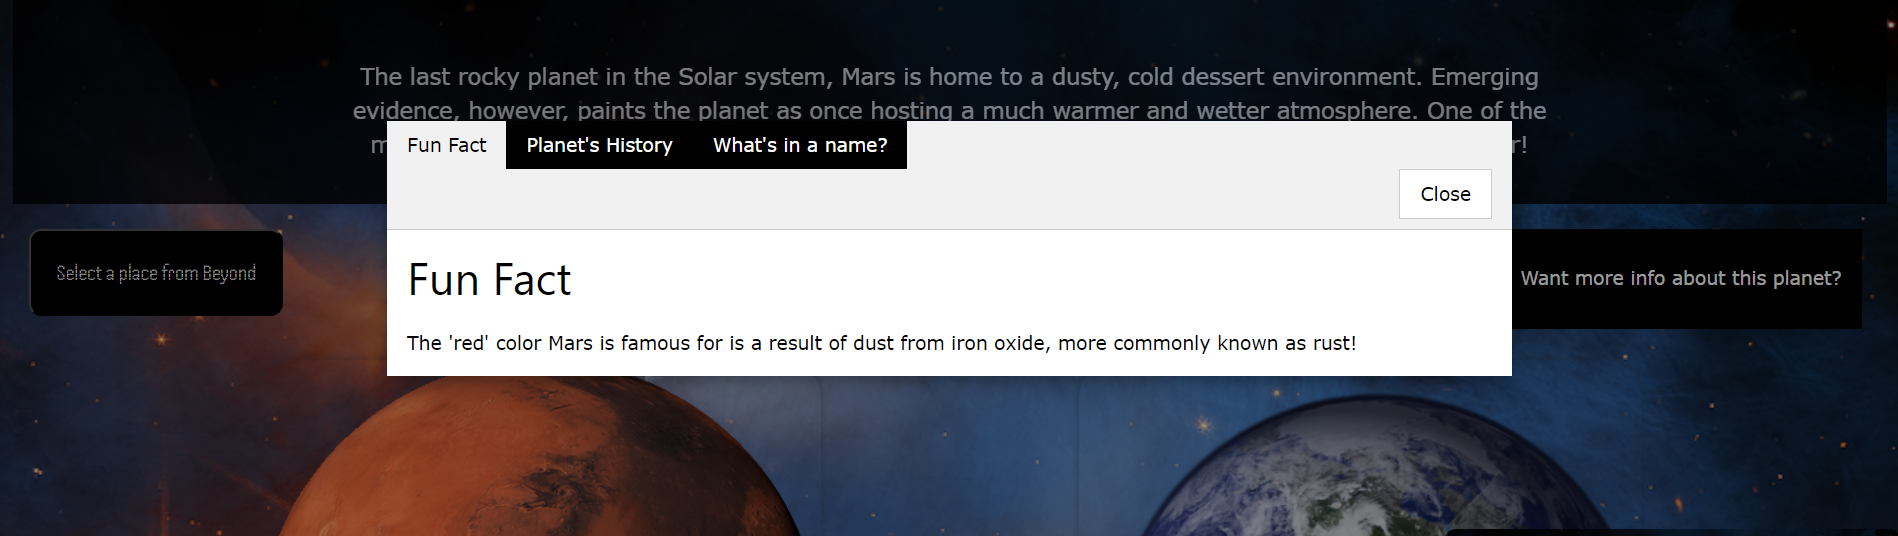 The last rocky planet in the Solar system, Mars is home to a dusty, cold dessert environment. Emerging
evidence, however, paints the planet as once hosting a much warmer and wetter atmosphere. One of the
Fun Fact Planet's History What's in a name?
Close
Select a place from Beyond
Want more info about this planet?
Fun Fact
The 'red' color Mars is famous for is a result of dust from iron oxide, more commonly known as rust!